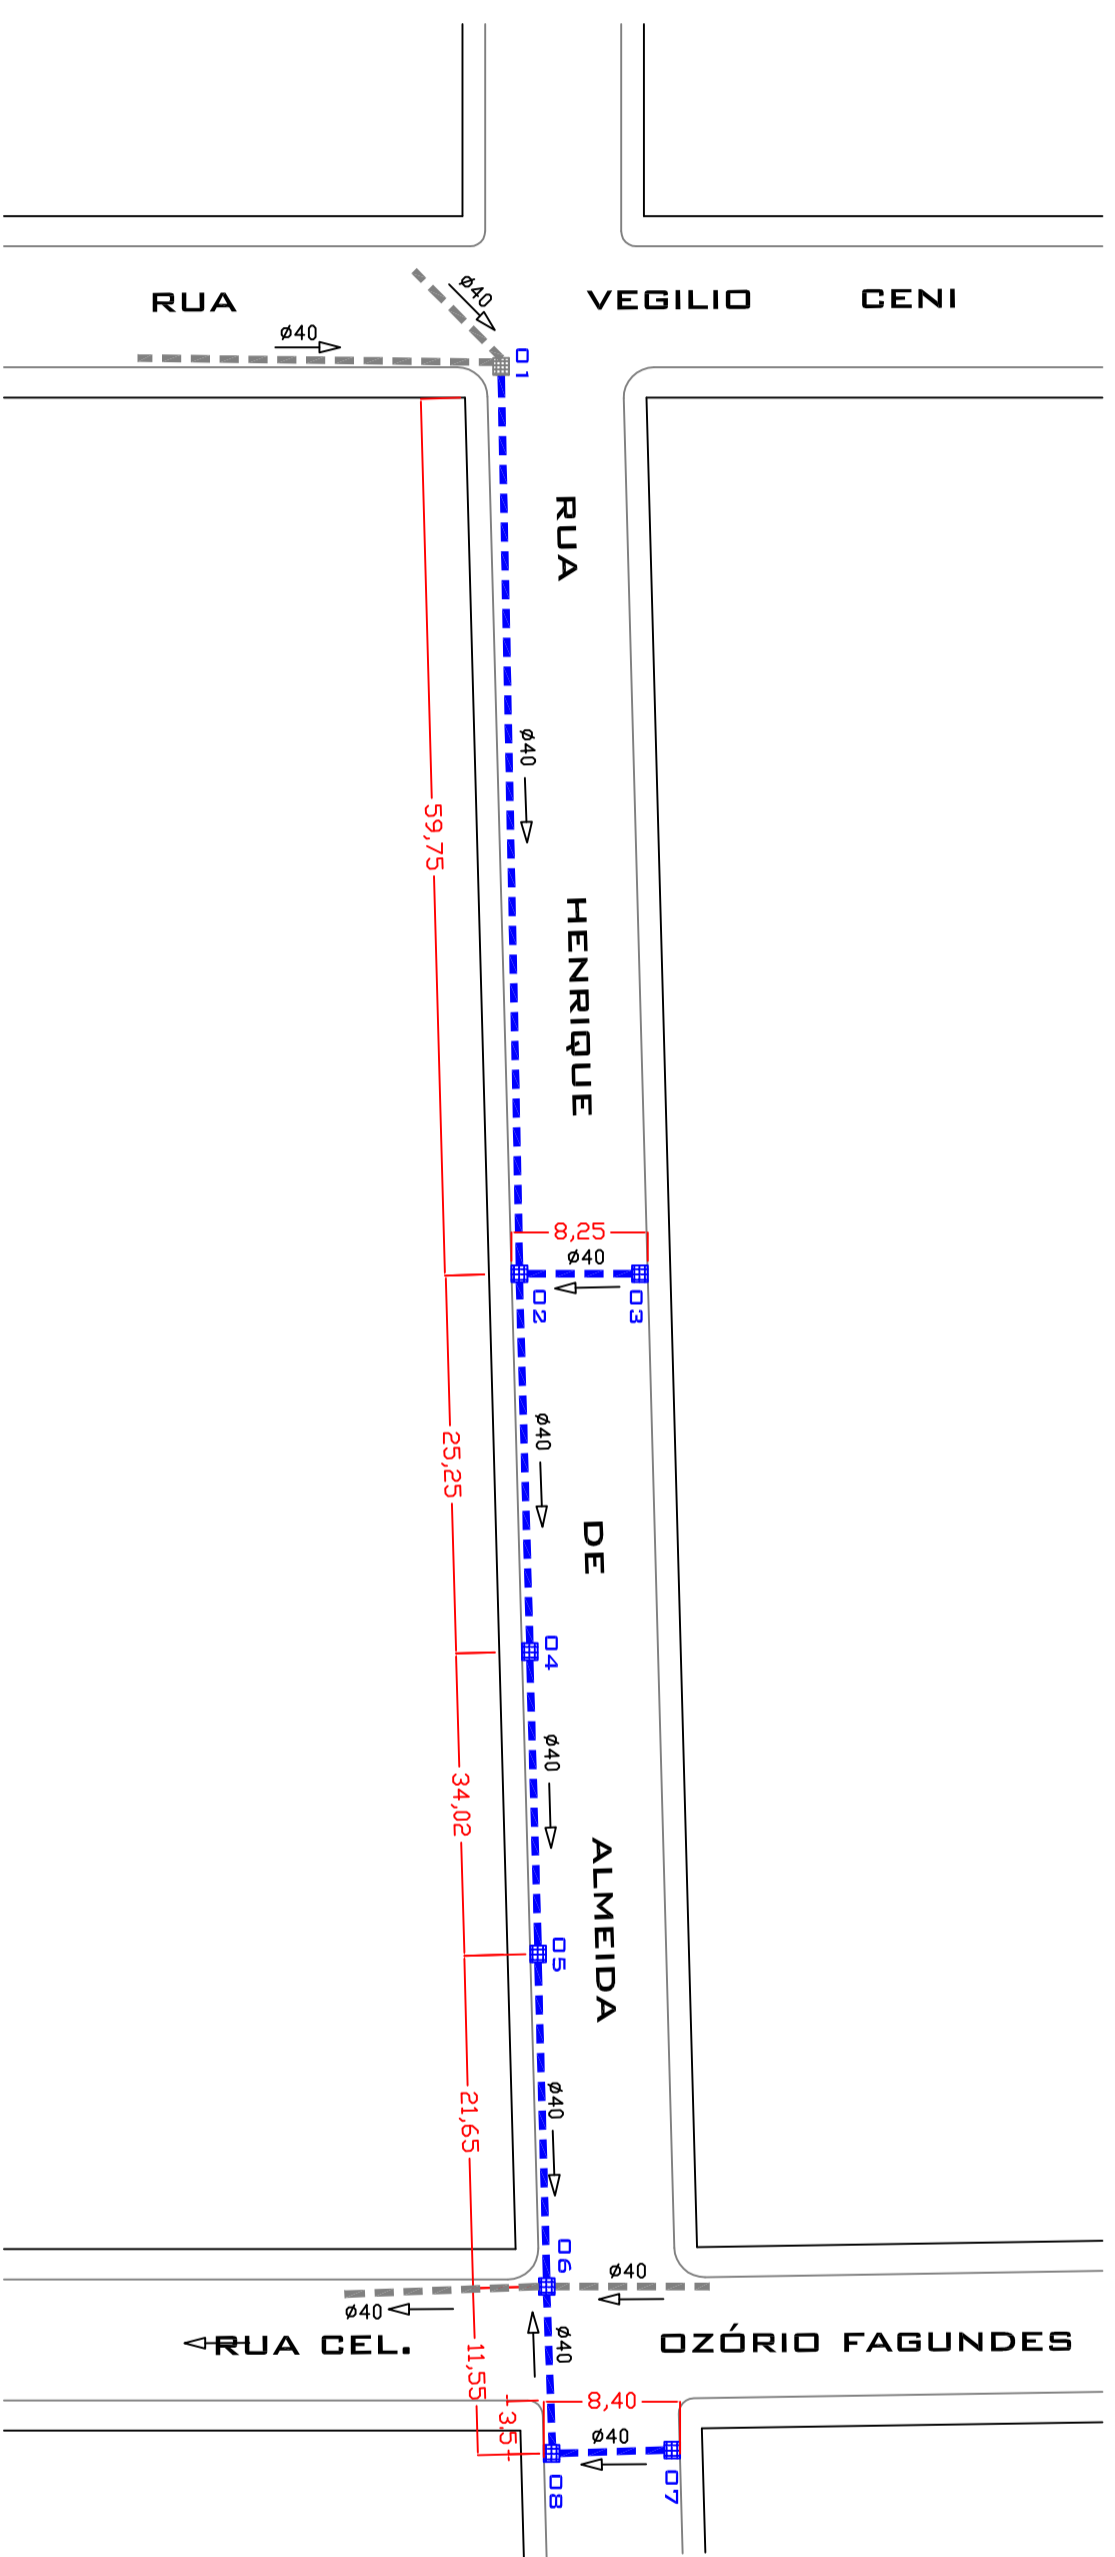 RUA VEGILIO CENI
ø40
ø40
01
RUA HENRIQUE DE ALMEIDA
ø40
59,75
8,25
ø40
02
03
ø40
25,25
04
ø40
34,02
05
ø40
21,65
06
ø40
ø40
RUA CEL. OZÓRIO FAGUNDES
ø40
11,55
8,40
3,5
ø40
07
08